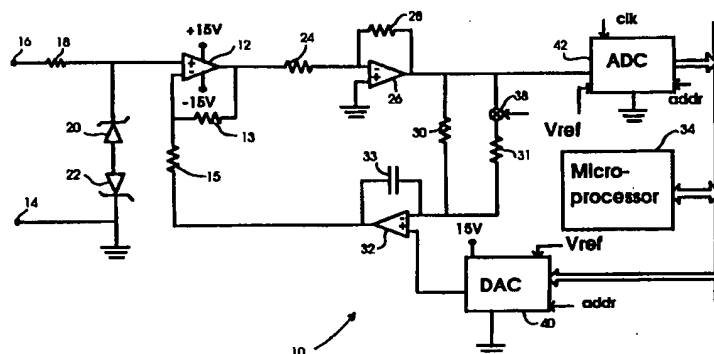 clk
+15V
16
18
12
24
28
42
ADC
-15V
26
38
addr
Vref
20
13
30
34
15
31
Micro-
processor
22
33
14
32
15V
Vref
DAC
addr
10
40